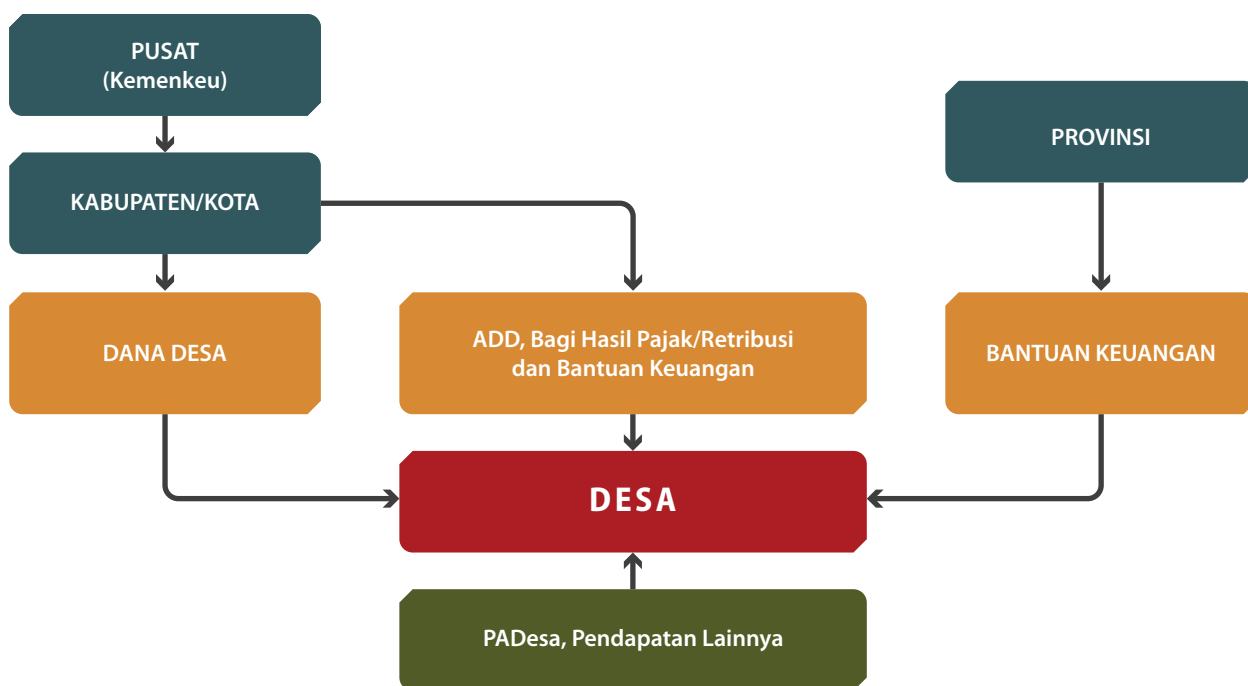 PUSAT
(Kemenkeu)
PROVINSI
KABUPATEN/KOTA
DANA DESA
ADD, Bagi Hasil Pajak/Retribusi
dan Bantuan Keuangan
BANTUAN KEUANGAN
DESA
PADesa, Pendapatan Lainnya